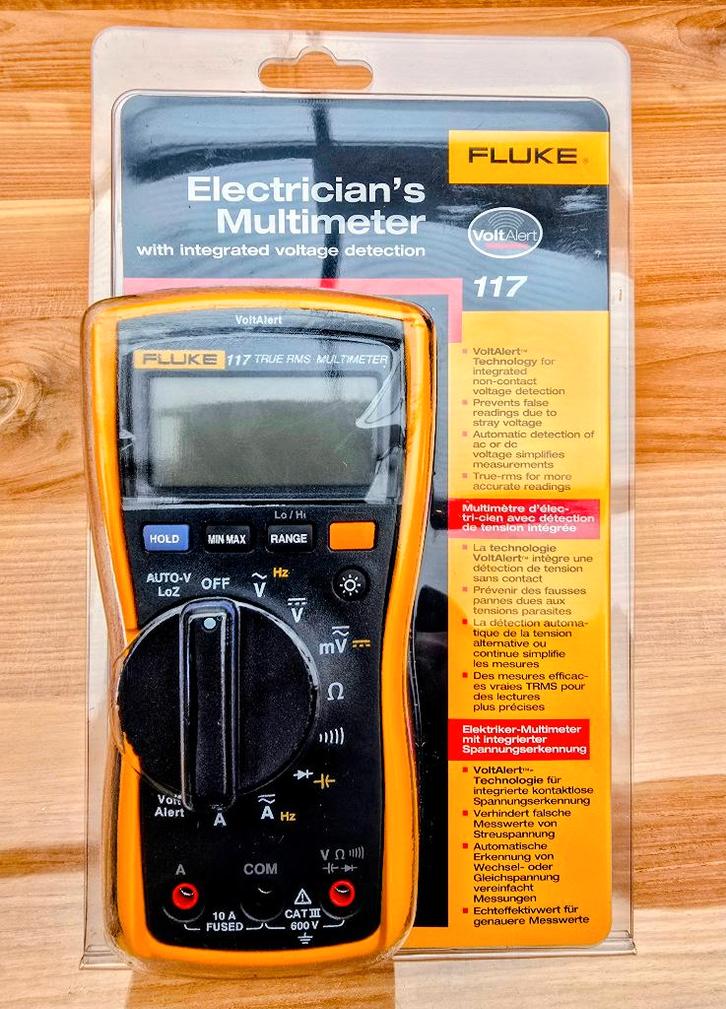 FLUKE®
Electrician's
Multimeter
with integrated voltage detection
VoltAlert
117
VoltAlert™
Technology for
integrated
non-contact
voltage detection
Prevents false
readings due to
stray voltage
Automatic detection of
ac or dc
voltage simplifies
measurements
True-rms for more
accurate readings
Multimètre d'élec-
tri-cien avec détection
de tension intégrée
La technologie
VoltAlert™ intègre une
détection de tension
sans contact
Prévenir des fausses
pannes dues aux
tensions parasites
La détection automa-
tique de la tension
alternative ou
continue simplifie
les mesures
Des mesures efficac-
es vraies TRMS pour
des lectures
plus précises
Elektriker-Multimeter
mit integrierter
Spannungserkennung
VoltAlert™-
Technologie für
integrierte kontaktlose
Spannungserkennung
Verhindert falsche
Messwerte von
Streuspannung
Automatische
Erkennung von
Wechsel- oder
Gleichspannung
vereinfacht
Messungen
Echteffektivwert für
genauere Messwerte
VoltAlert
FLUKE 117 TRUE RMS MULTIMETER
Lo / Hi
HOLD MIN MAX RANGE
AUTO-V
LoZ
OFF
V Hz
V
mV
Ω
Volt
Alert
A
A Hz
A COM V Ω
10 A
FUSED
CAT III
600 V